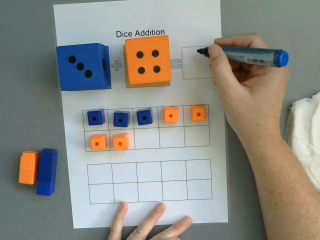 Dice Addition
+ =